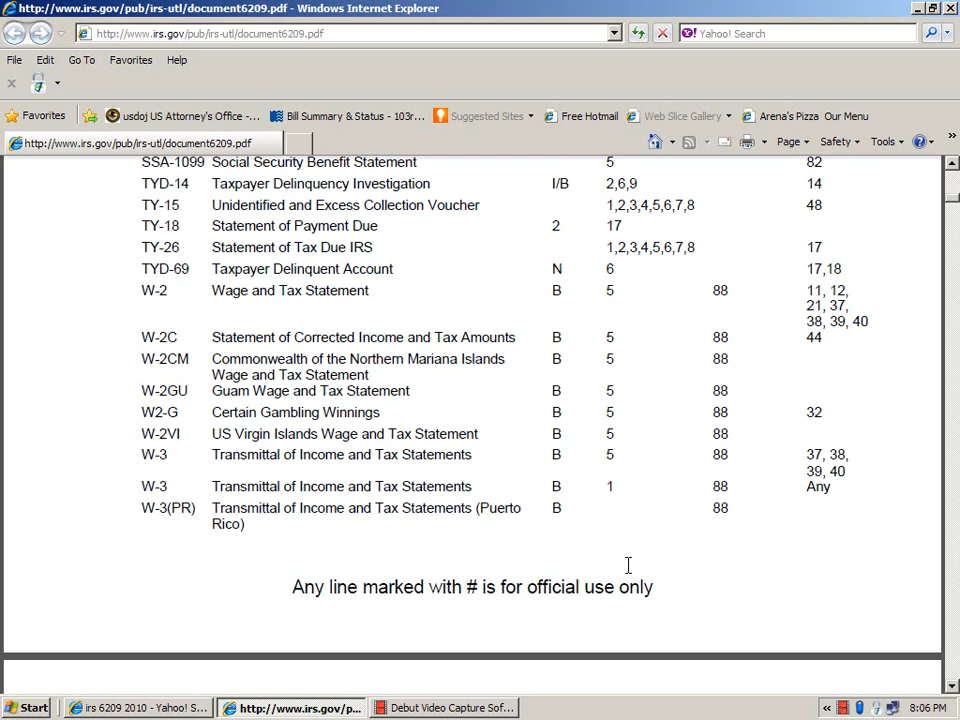 http://www.irs.gov/pub/irs-utl/document6209.pdf - Windows Internet Explorer
http://www.irs.gov/pub/irs-utl/document6209.pdf
Yahoo! Search
File Edit Go To Favorites Help
Favorites usdoj US Attorney's Office -... Bill Summary & Status - 103r... Suggested Sites Free Hotmail Web Slice Gallery Arena's Pizza Our Menu
http://www.irs.gov/pub/irs-utl/document6209.pdf Page Safety Tools
SSA-1099 Social Security Benefit Statement 5 82
TYD-14 Taxpayer Delinquency Investigation I/B 2,6,9 14
TY-15 Unidentified and Excess Collection Voucher 1,2,3,4,5,6,7,8 48
TY-18 Statement of Payment Due 2 17
TY-26 Statement of Tax Due IRS 1,2,3,4,5,6,7,8 17
TYD-69 Taxpayer Delinquent Account N 6 17,18
W-2 Wage and Tax Statement B 5 88 11, 12,
21, 37,
38, 39, 40
W-2C Statement of Corrected Income and Tax Amounts B 5 88 44
W-2CM Commonwealth of the Northern Mariana Islands B 5 88
Wage and Tax Statement
W-2GU Guam Wage and Tax Statement B 5 88
W2-G Certain Gambling Winnings B 5 88 32
W-2VI US Virgin Islands Wage and Tax Statement B 5 88
W-3 Transmittal of Income and Tax Statements B 5 88 37, 38,
39, 40
W-3 Transmittal of Income and Tax Statements B 1 88 Any
W-3(PR) Transmittal of Income and Tax Statements (Puerto B 88
Rico)
Any line marked with # is for official use only
Start irs 6209 2010 - Yahoo! S... http://www.irs.gov/p... Debut Video Capture Sof... « 8:06 PM